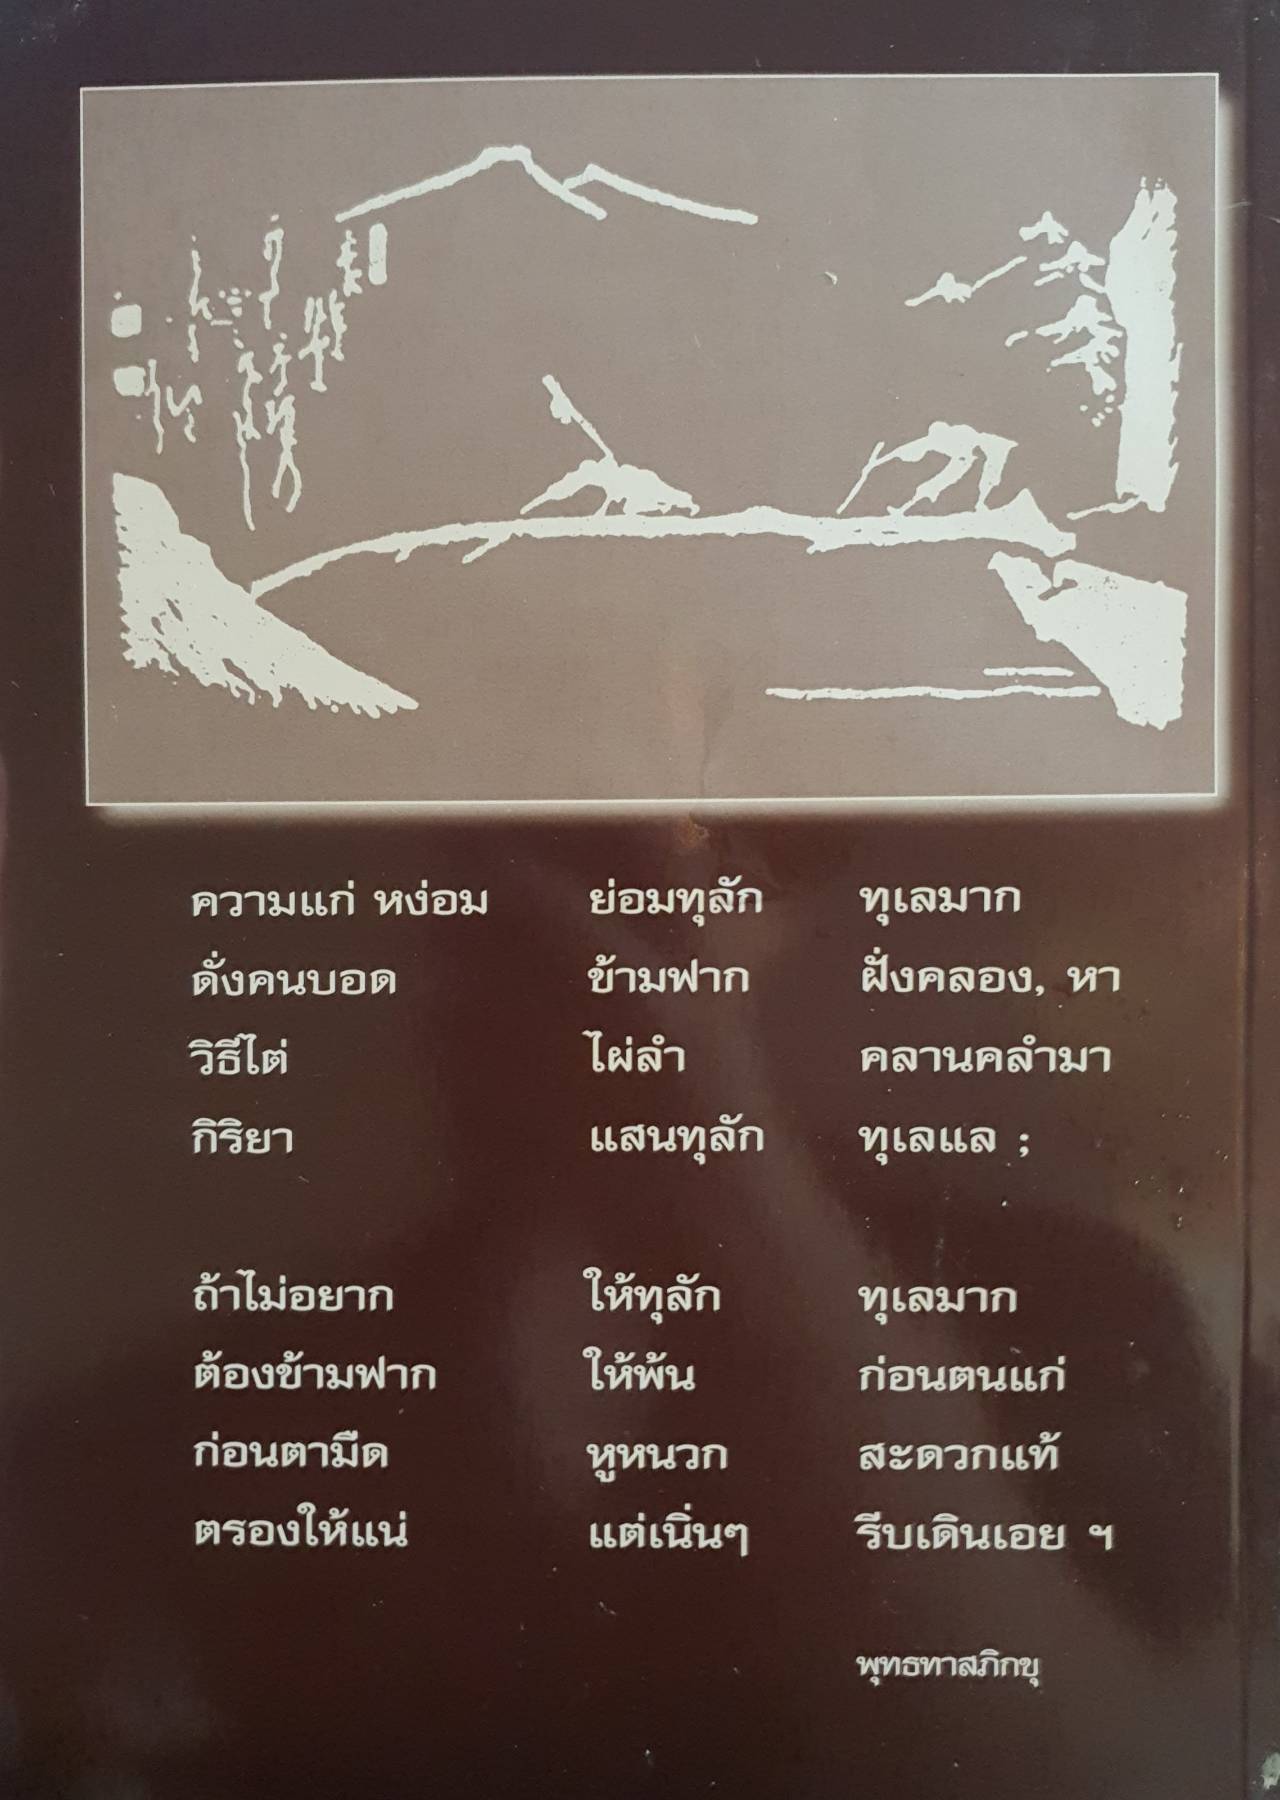 ความแก่ หง่อม ย่อมทุลัก ทุเลมาก
ดั่งคนบอด ข้ามฟาก ฝั่งคลอง, หา
วิธีไต่ ไผ่ลำ คลานคลำมา
กิริยา แสนทุลัก ทุเลแล ;
ถ้าไม่อยาก ให้ทุลัก ทุเลมาก
ต้องข้ามฟาก ให้พ้น ก่อนตนแก่
ก่อนตามืด หูหนวก สะดวกแท้
ตรองให้แน่ แต่เนิ่นๆ รีบเดินเอย ฯ
พุทธทาสภิกขุ